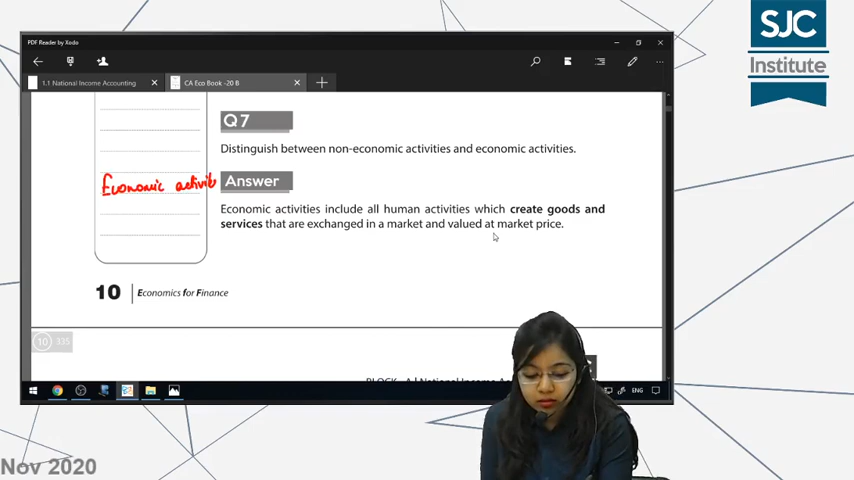 SJC
Institute
PDF Reader by Xodo
1.1 National Income Accounting
CA Eco Book -20 B
Q 7
Distinguish between non-economic activities and economic activities.
Economic activities
Answer
Economic activities include all human activities which create goods and
services that are exchanged in a market and valued at market price.
10 Economics for Finance
10 335
BLOCK - A | National Income
ENG
Nov 2020